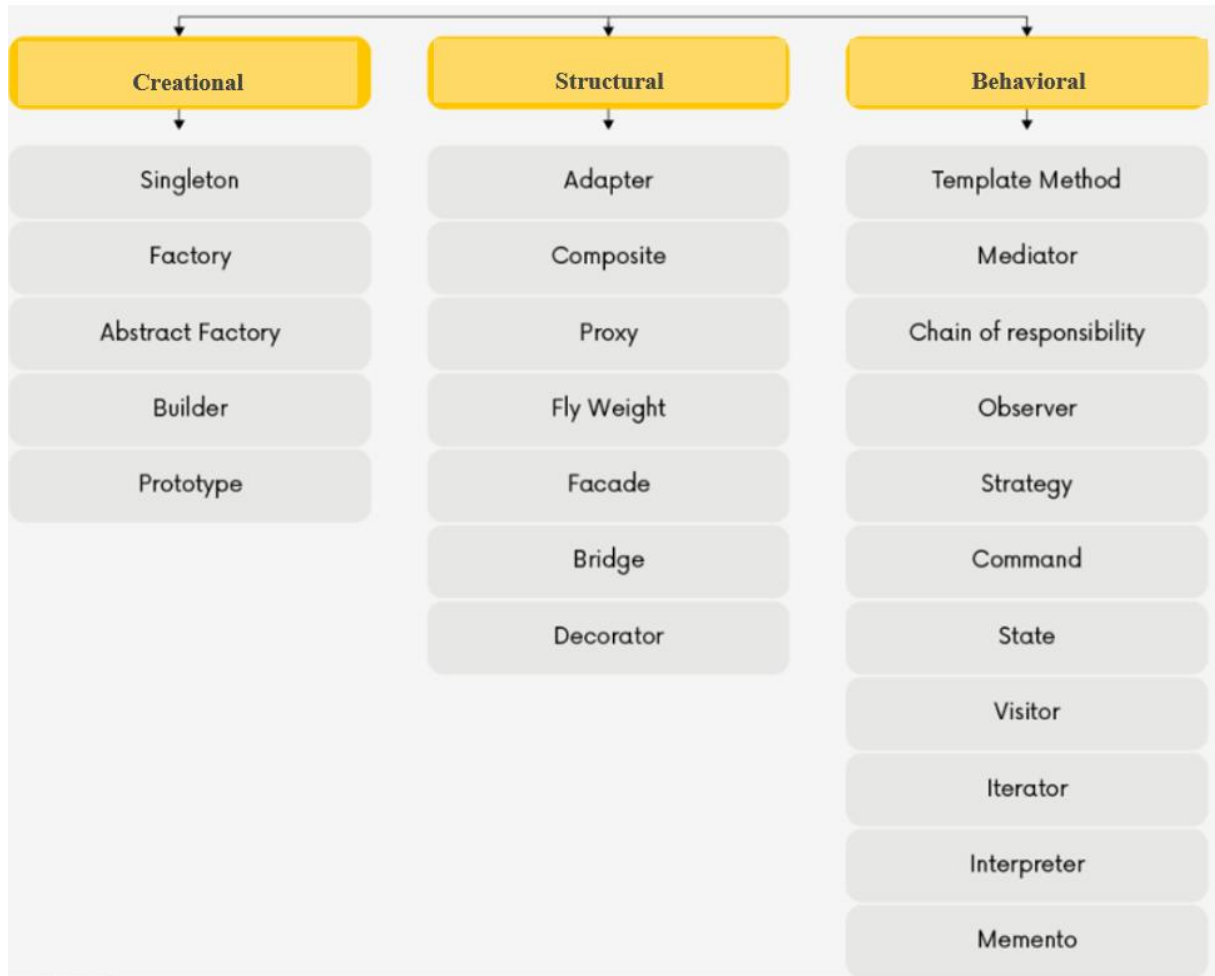 Creational
Structural
Behavioral
Singleton
Factory
Abstract Factory
Builder
Prototype
Adapter
Composite
Proxy
Fly Weight
Facade
Bridge
Decorator
Template Method
Mediator
Chain of responsibility
Observer
Strategy
Command
State
Visitor
Iterator
Interpreter
Memento